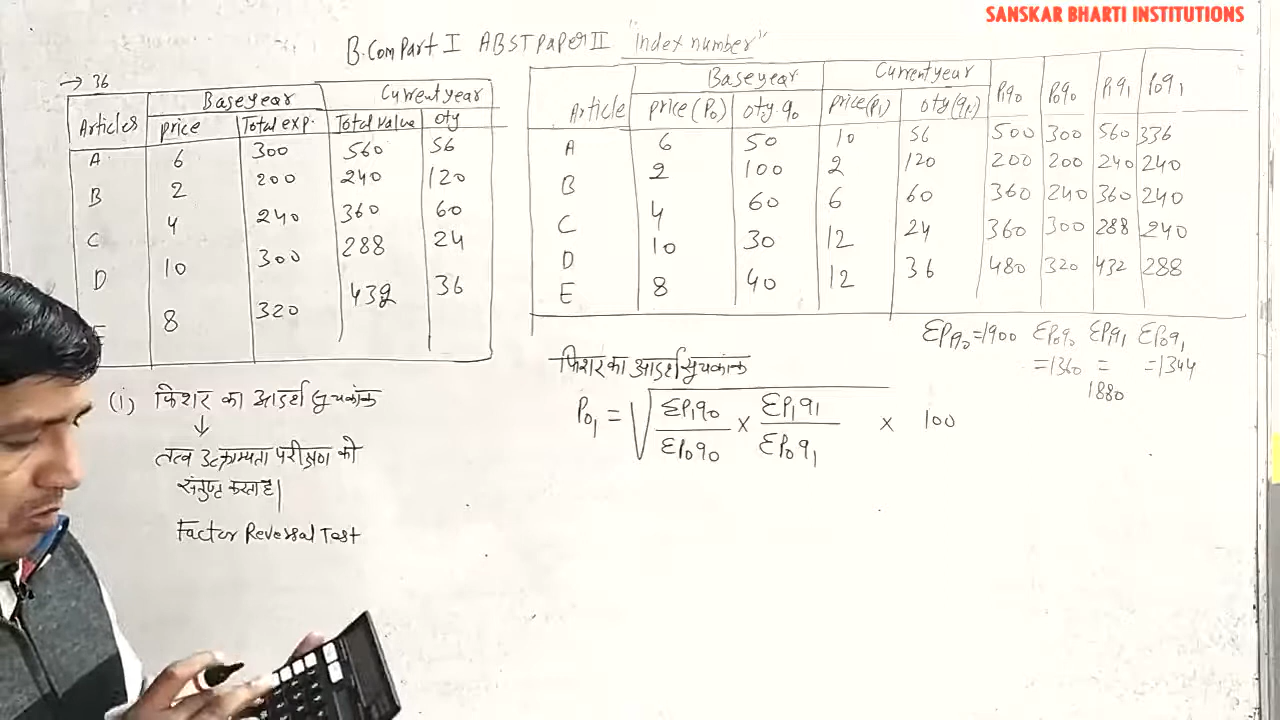 SANSKAR BHARTI INSTITUTIONS
B.Com Part I ABST Paper II "Index number"
→ 36
Articles Base year Current year
price Total exp. Total value Qty
A 6 300 560 56
B 2 200 240 120
C 4 240 360 60
D 10 300 288 24
E 8 320 432 36
Article Base year Current year P₁q₀ P₀q₀ P₁q₁ P₀q₁
price (P₀) Qty. q₀ price (P₁) Qty (q₁)
A 6 50 10 56 500 300 560 336
B 2 100 2 120 200 200 240 240
C 4 60 6 60 360 240 360 240
D 10 30 12 24 360 300 288 240
E 8 40 12 36 480 320 432 288
ΣP₁q₀=1900 ΣP₀q₀ ΣP₁q₁ ΣP₀q₁
=1360 = =1344
1880
(i) फिशर का आदर्श सूचकांक
↓
तत्व उत्क्राम्यता परीक्षण को
संतुष्ट करता है|
Factor Reversal Test
फिशर का आदर्श सूचकांक
P₀₁ = √ ΣP₁q₀/ΣP₀q₀ × ΣP₁q₁/ΣP₀q₁ × 100